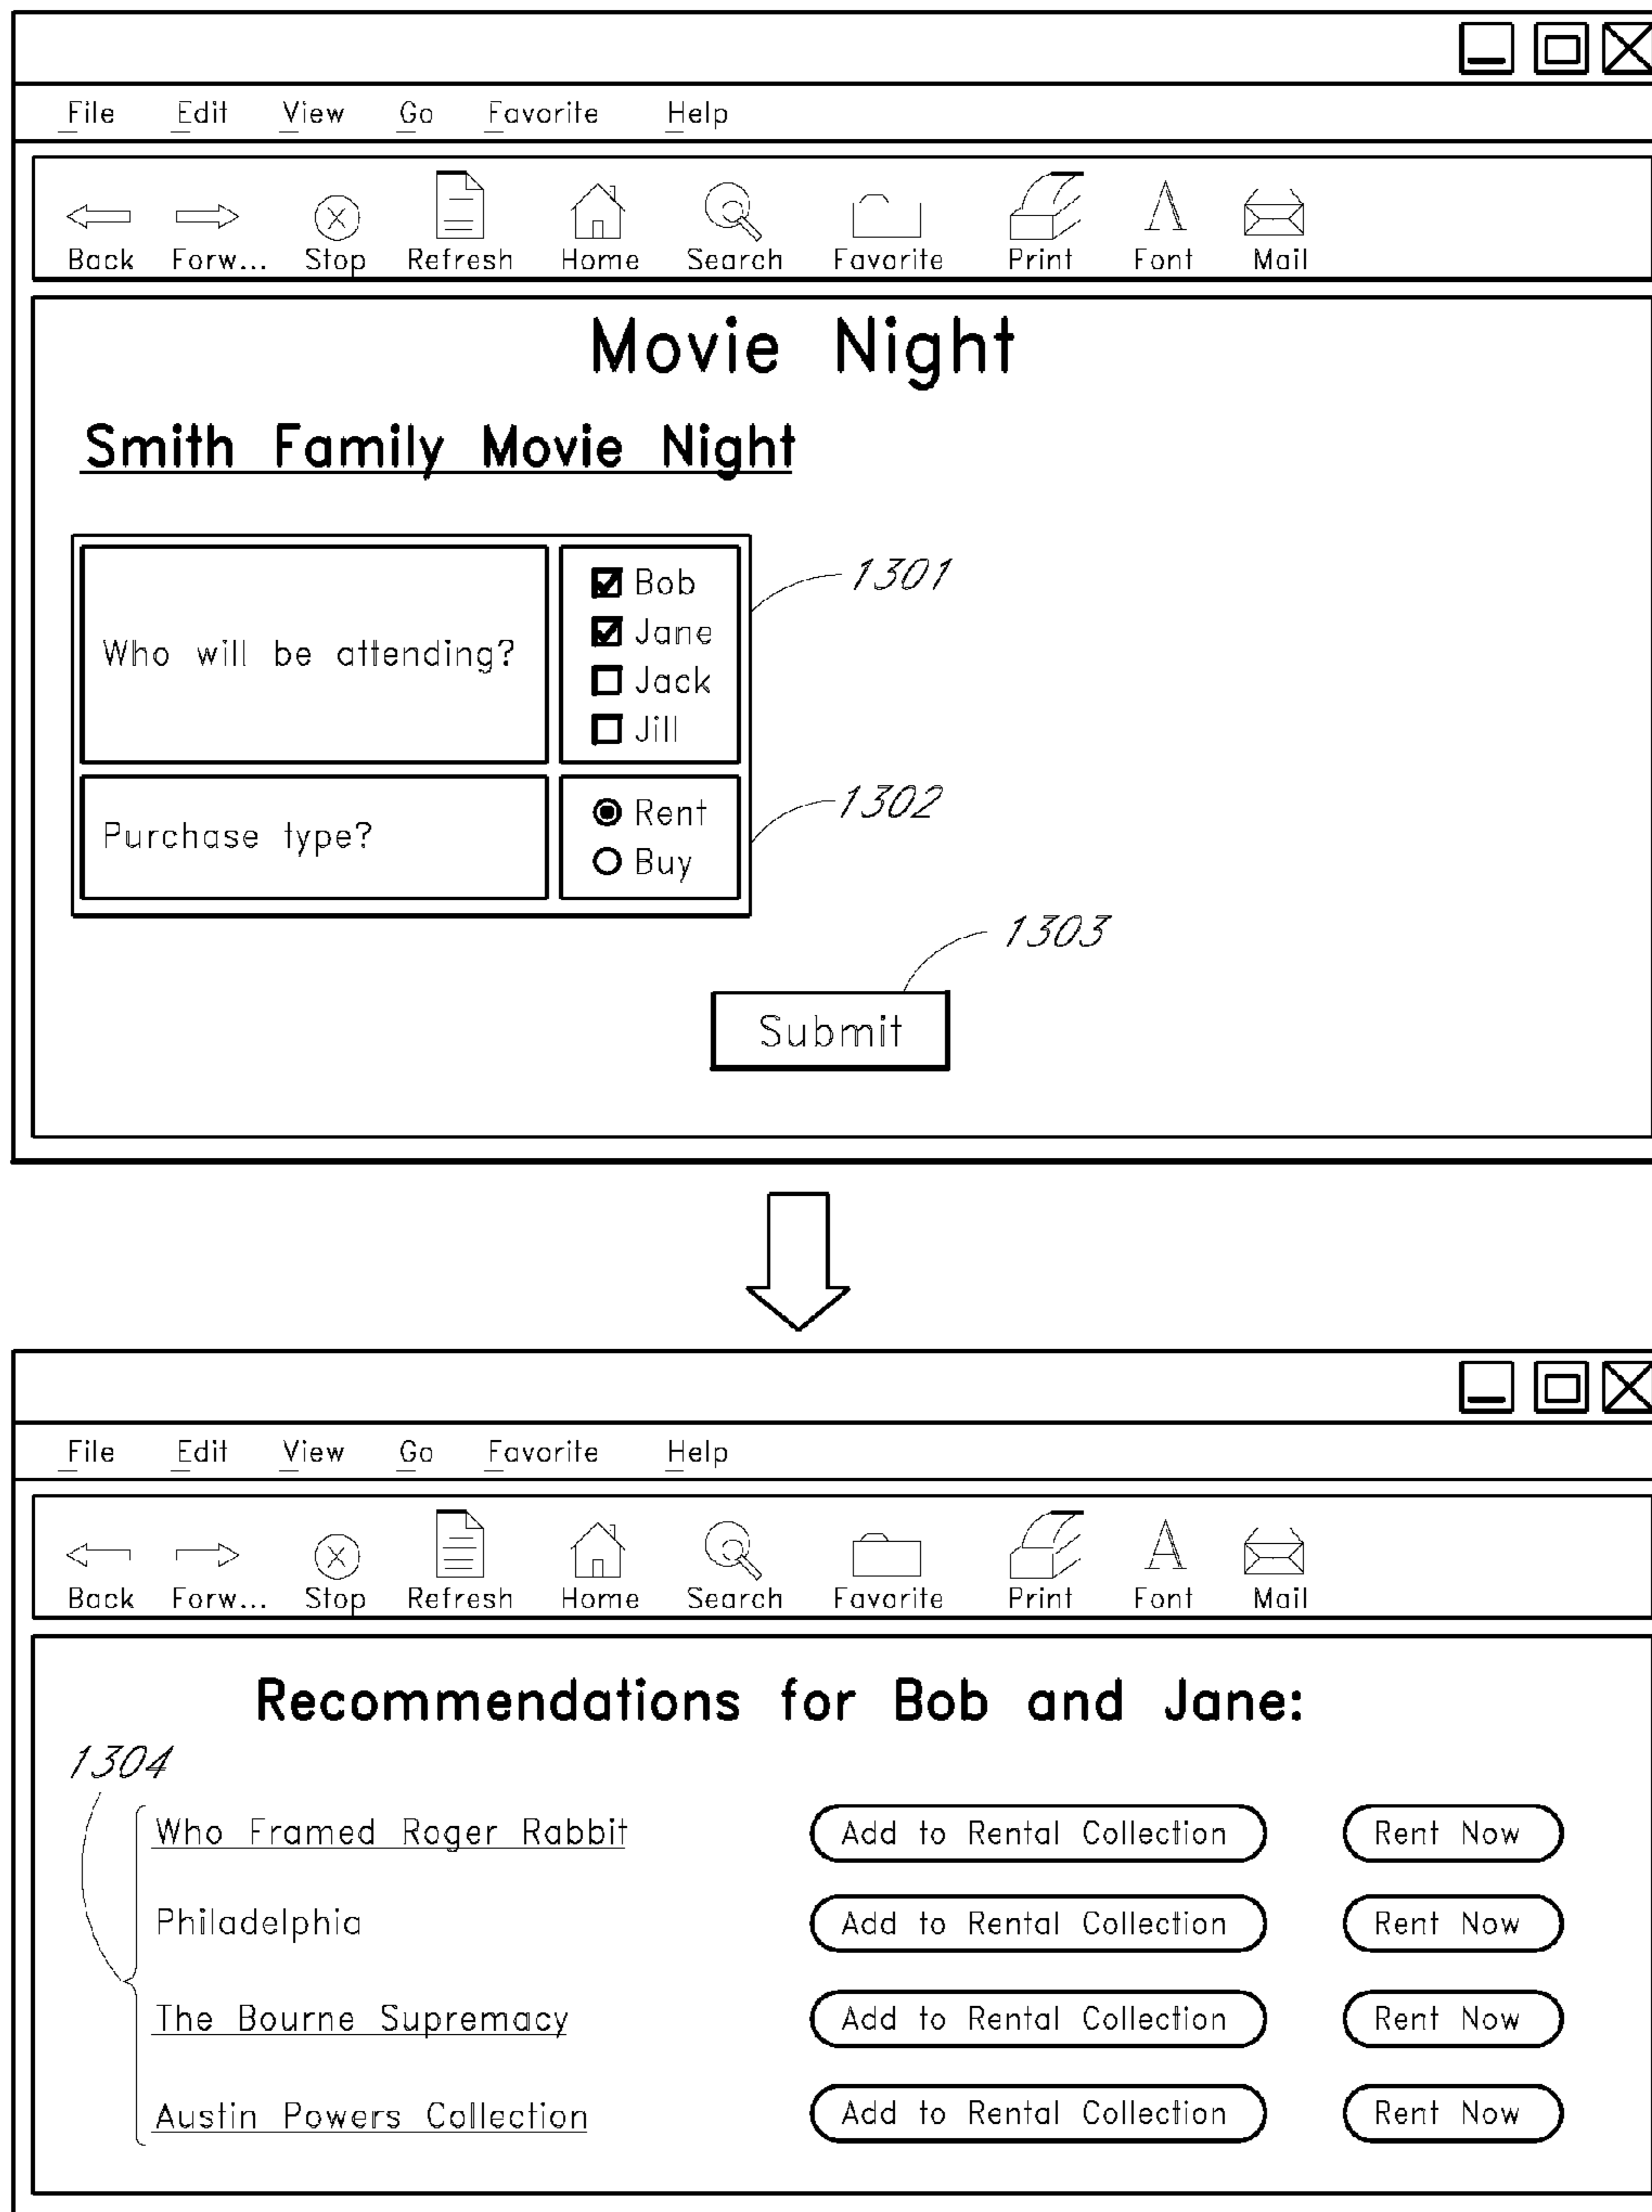 File Edit View Go Favorite Help
Back Forw... Stop Refresh Home Search Favorite Print Font Mail
Movie Night
Smith Family Movie Night
Who will be attending?
Bob
Jane
Jack
Jill
1301
Purchase type?
Rent
Buy
1302
1303
Submit
File Edit View Go Favorite Help
Back Forw... Stop Refresh Home Search Favorite Print Font Mail
Recommendations for Bob and Jane:
1304
Who Framed Roger Rabbit Add to Rental Collection Rent Now
Philadelphia Add to Rental Collection Rent Now
The Bourne Supremacy Add to Rental Collection Rent Now
Austin Powers Collection Add to Rental Collection Rent Now